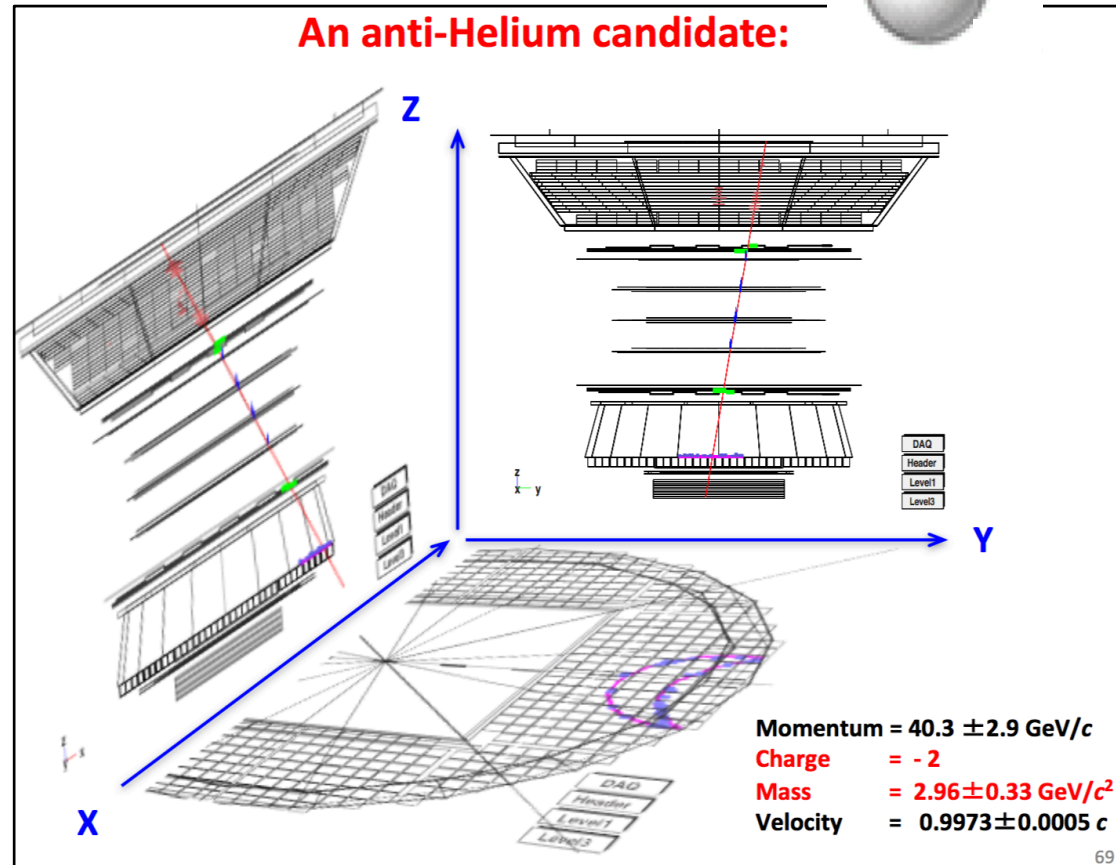 An anti-Helium candidate:
Z
DAQ
Header
Level1
Level3
z
x y
DAQ
Header
Level1
Level3
Y
z
y x
X
DAQ
Header
Level1
Level3
Momentum = 40.3 ±2.9 GeV/c
Charge = - 2
Mass = 2.96±0.33 GeV/c²
Velocity = 0.9973±0.0005 c
69